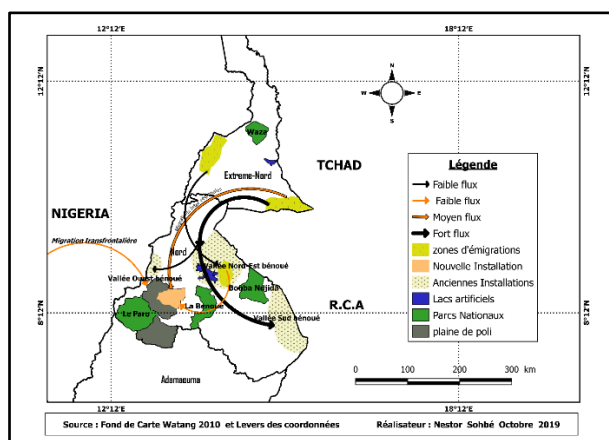 12°12'E 18°12'E
12°12'N 12°12'N
N
W E
S
Waza
TCHAD
Extreme-Nord
NIGERIA
Migration transfrontalière
Nord
Vallée Nord-Est bénoué
Vallée Ouest bénoué
Bouba Ndjida
La Benoue
R.C.A
Le Faro
Vallée Sud bénoué
8°12'N 8°12'N
Adamaouma
Légende
Faible flux
Faible flux
Moyen flux
Fort flux
zones d'émigrations
Nouvelle Installation
Anciennes Installations
Lacs artificiels
Parcs Nationaux
plaine de poli
0 100 200 300 km
12°12'E 18°12'E
Source : Fond de Carte Watang 2010 et Levers des coordonnées Réalisateur : Nestor Sohbé Octobre 2019